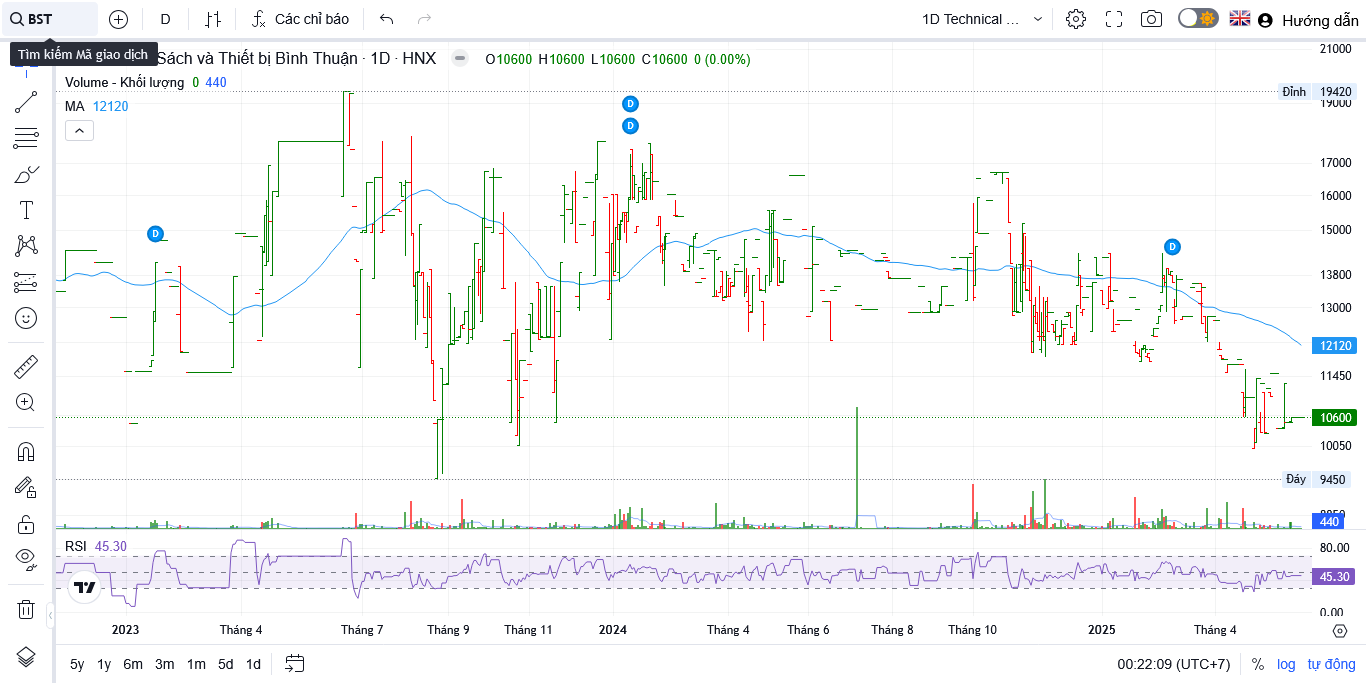 BST D Các chỉ báo 1D Technical ... Hướng dẫn
Tìm kiếm Mã giao dịch
Sách và Thiết bị Bình Thuận · 1D · HNX O10600 H10600 L10600 C10600 0 (0.00%)
Volume - Khối lượng 0 440
MA 12120
21000
Đỉnh 19420
19000
D
D
17000
16000
15000
D
D
13800
13000
12120
11450
10600
10050
Đáy 9450
440
RSI 45.30
80.00
45.30
0.00
2023 Tháng 4 Tháng 7 Tháng 9 Tháng 11 2024 Tháng 4 Tháng 6 Tháng 8 Tháng 10 2025 Tháng 4
5y 1y 6m 3m 1m 5d 1d 00:22:09 (UTC+7) % log tự động